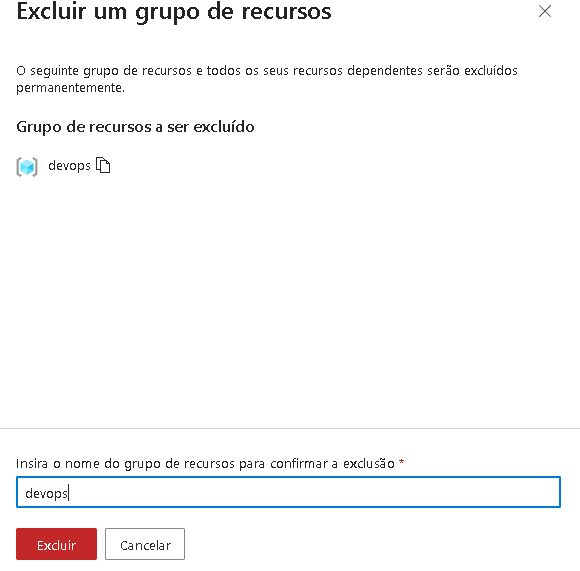 Excluir um grupo de recursos
O seguinte grupo de recursos e todos os seus recursos dependentes serão excluídos
permanentemente.
Grupo de recursos a ser excluído
devops
Insira o nome do grupo de recursos para confirmar a exclusão *
devops
Excluir
Cancelar